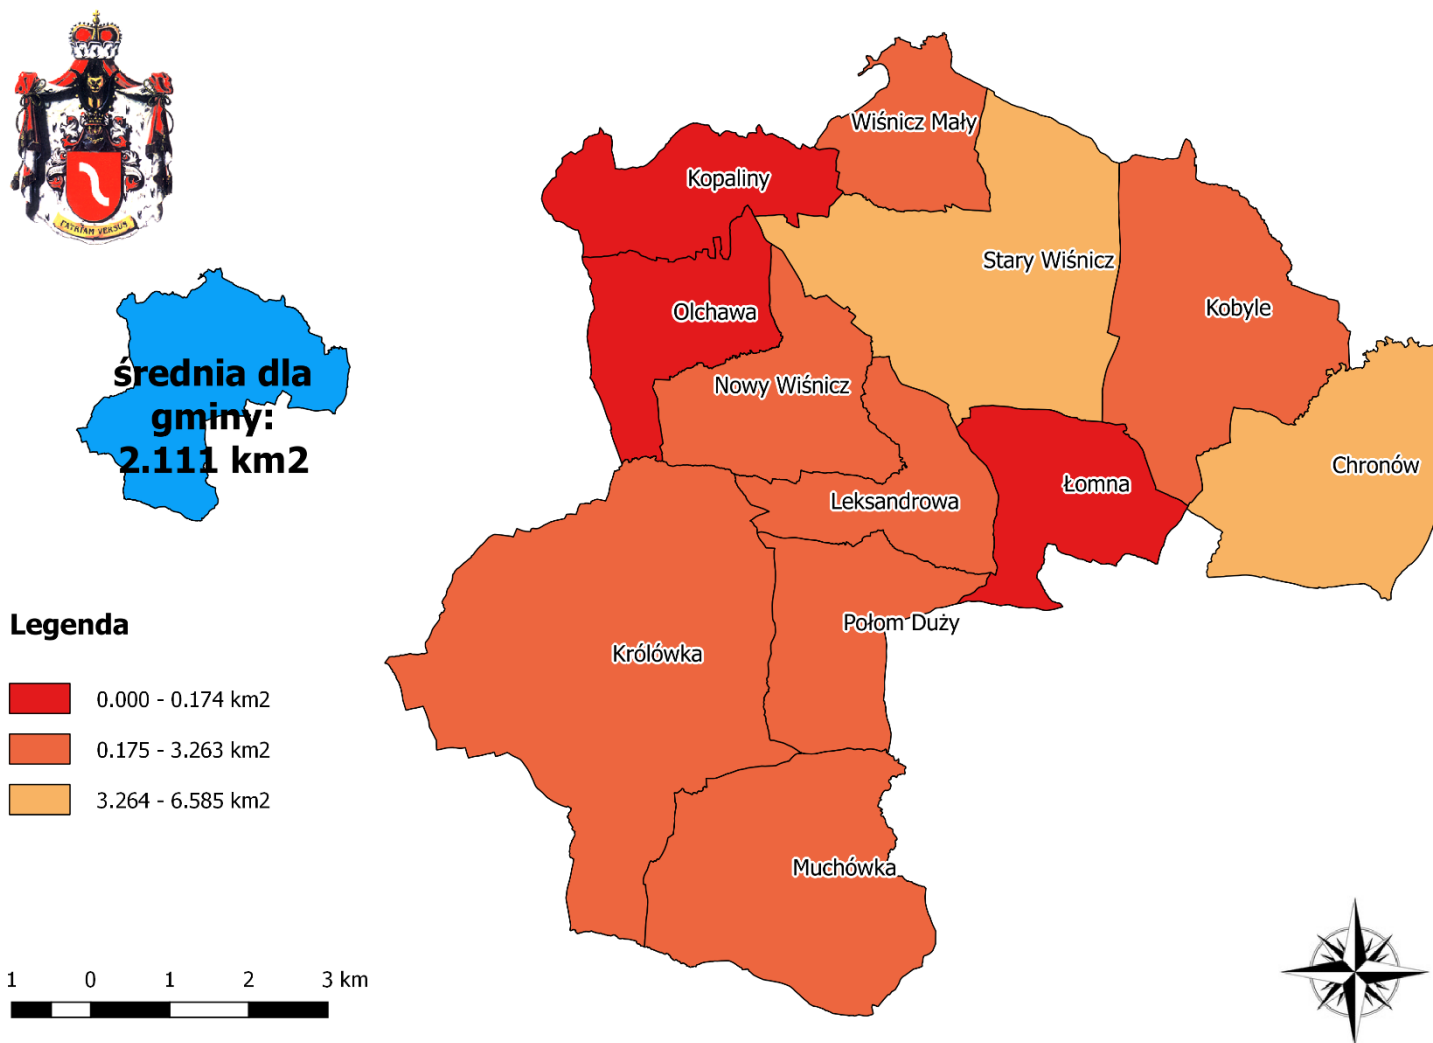 PATRIAM VERSUS
Wiśnicz Mały
Kopaliny
Stary Wiśnicz
Kobyle
Olchawa
średnia dla
gminy:
2.111 km2
Nowy Wiśnicz
Chronów
Łomna
Leksandrowa
Połom Duży
Królówka
Legenda
0.000 - 0.174 km2
0.175 - 3.263 km2
3.264 - 6.585 km2
Muchówka
1 0 1 2 3 km